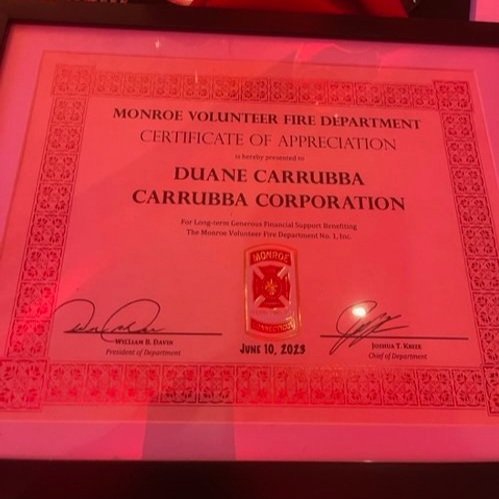 MONROE VOLUNTEER FIRE DEPARTMENT
CERTIFICATE OF APPRECIATION
is hereby presented to
DUANE CARRUBBA
CARRUBBA CORPORATION
For Long-term Generous Financial Support Benefiting
The Monroe Volunteer Fire Department No. 1, Inc.
MONROE
CONNECTICUT
WILLIAM B. DAVIN
President of Department
JUNE 10, 2023
JOSHUA T. KRIZE
Chief of Department